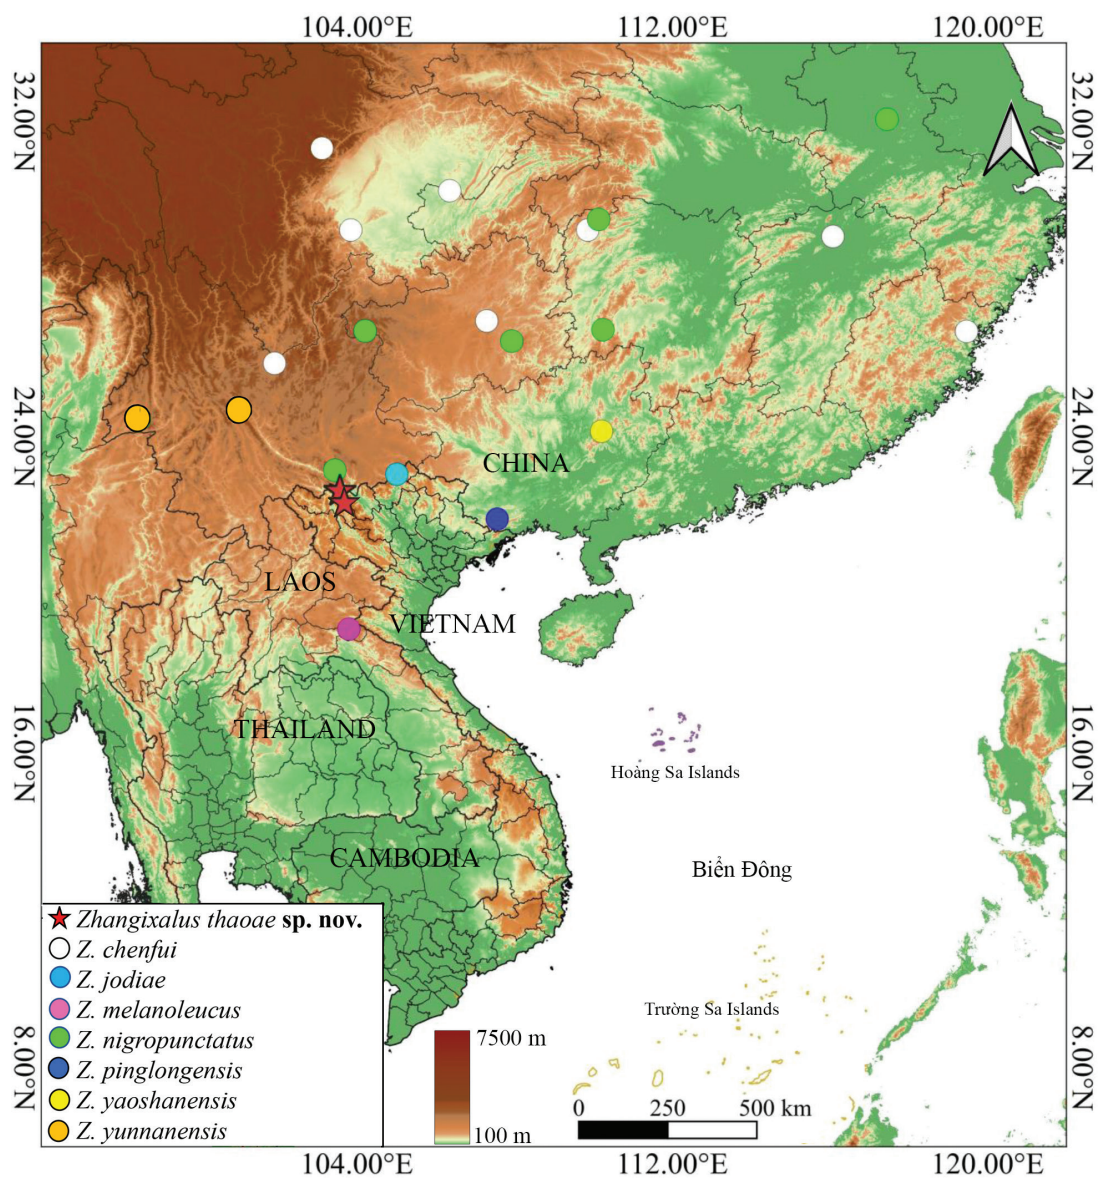 104.00°E 112.00°E 120.00°E
32.00°N 32.00°N
24.00°N 24.00°N
CHINA
LAOS
VIETNAM
16.00°N 16.00°N
THAILAND
Hoàng Sa Islands
CAMBODIA
Biển Đông
Zhangixalus thaoae sp. nov.
Z. chenfui
Z. jodiae
Z. melanoleucus
Z. nigropunctatus
Z. pinglongensis
Z. yaoshanensis
Z. yunnanensis
Trường Sa Islands
8.00°N 8.00°N
7500 m
100 m
0 250 500 km
104.00°E 112.00°E 120.00°E